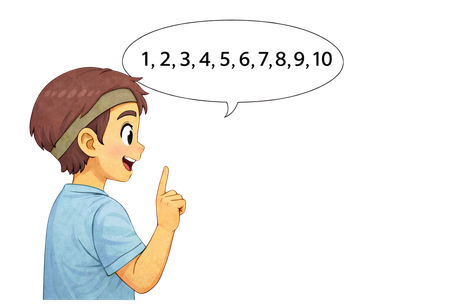 1, 2, 3, 4, 5, 6, 7, 8, 9, 10